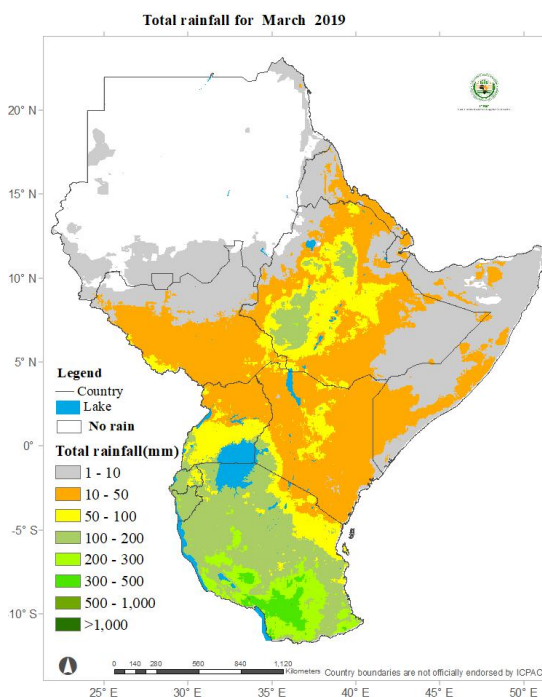 Total rainfall for March 2019
20° N
15° N
10° N
5° N
0°
-5° S
10° S
Legend
Country
Lake
No rain
Total rainfall(mm)
1 - 10
10 - 50
50 - 100
100 - 200
200 - 300
300 - 500
500 - 1,000
>1,000
0 140 280 560 840 1,120
Kilometers
Country boundaries are not officially endorsed by ICPAC
25° E 30° E 35° E 40° E 45° E 50° E